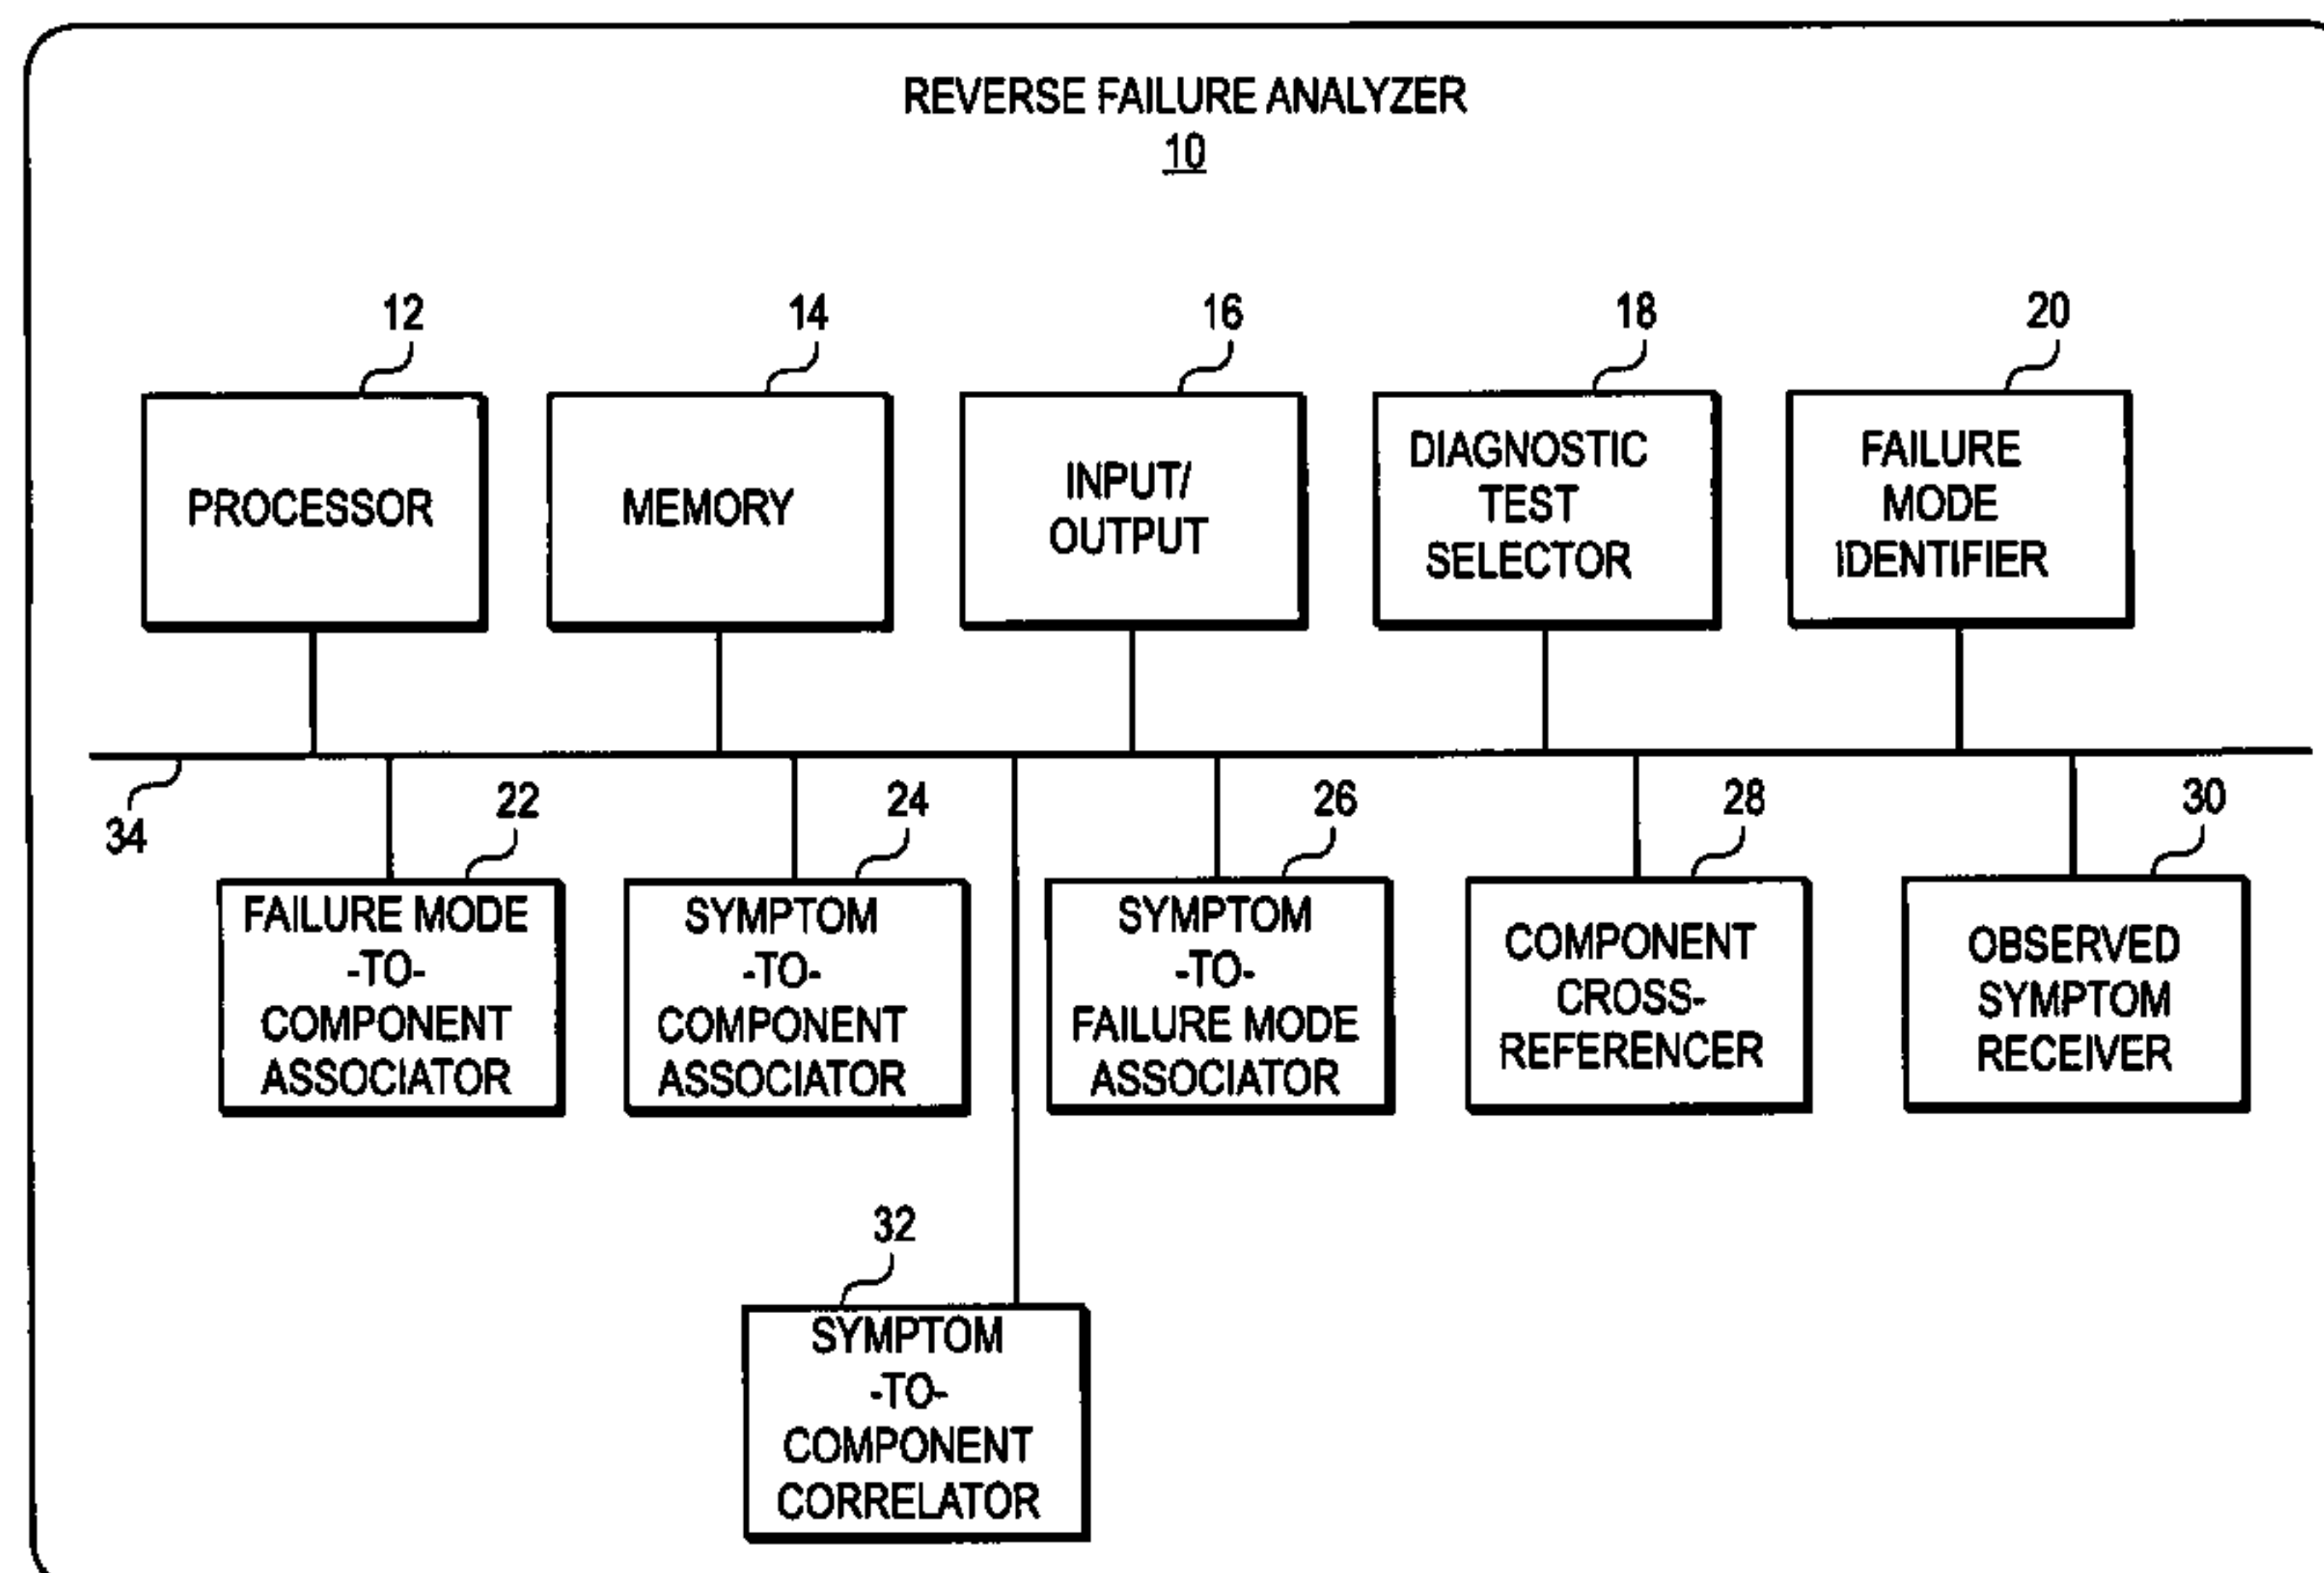 REVERSE FAILURE ANALYZER
10
12
14
16
18
20
PROCESSOR
MEMORY
INPUT/
OUTPUT
DIAGNOSTIC
TEST
SELECTOR
FAILURE
MODE
IDENTIFIER
34
22
24
26
28
30
FAILURE MODE
-TO-
COMPONENT
ASSOCIATOR
SYMPTOM
-TO-
COMPONENT
ASSOCIATOR
SYMPTOM
-TO-
FAILURE MODE
ASSOCIATOR
COMPONENT
CROSS-
REFERENCER
OBSERVED
SYMPTOM
RECEIVER
32
SYMPTOM
-TO-
COMPONENT
CORRELATOR